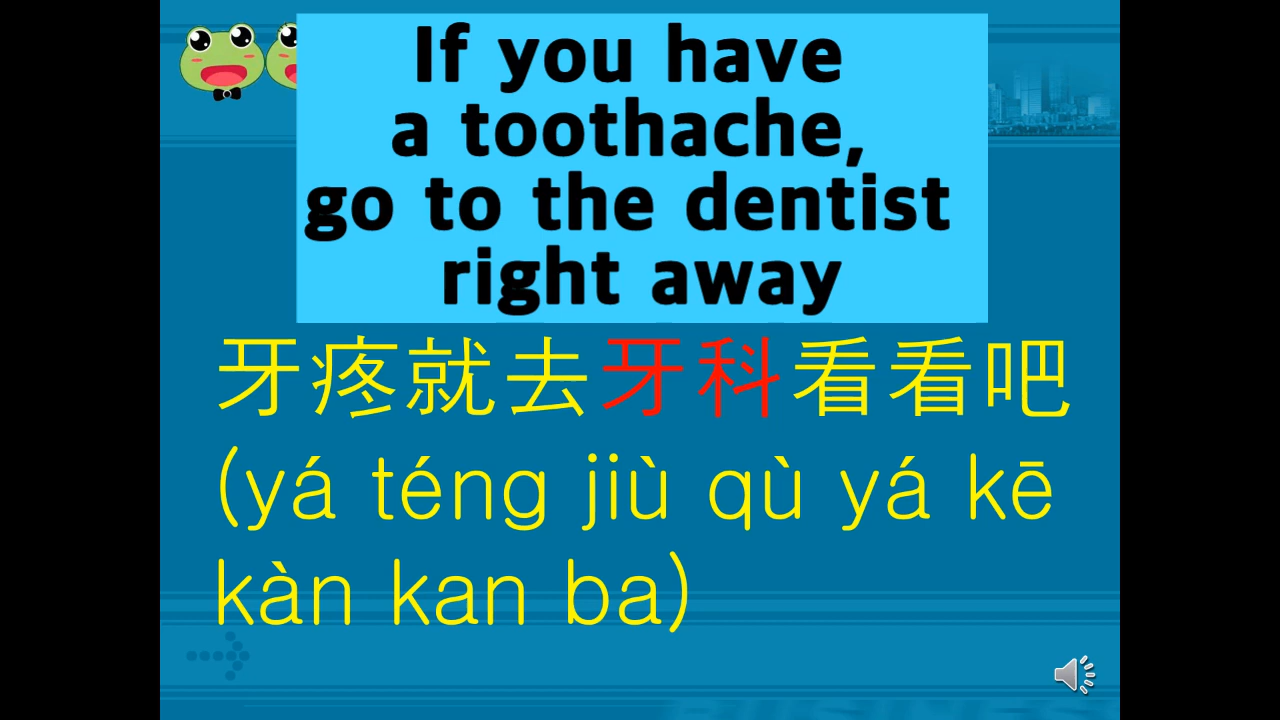 If you have
a toothache,
go to the dentist
right away
牙疼就去牙科看看吧
(yá téng jiù qù yá kē
kàn kan ba)